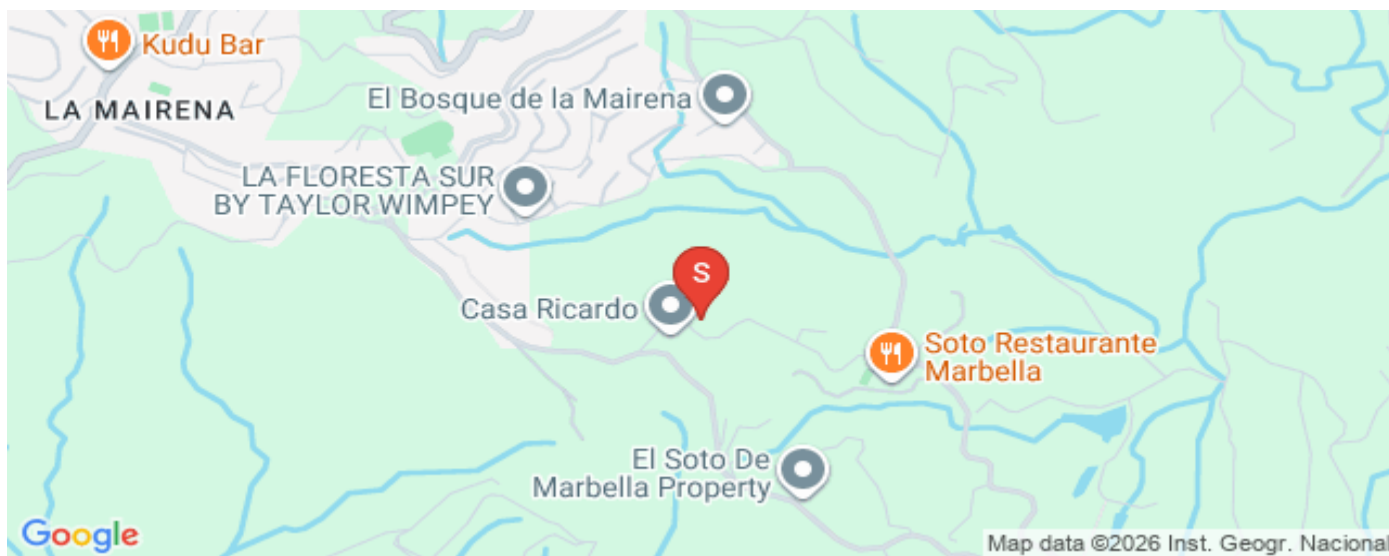 Kudu Bar
LA MAIRENA
El Bosque de la Mairena
LA FLORESTA SUR
BY TAYLOR WIMPEY
S
Casa Ricardo
Soto Restaurante
Marbella
El Soto De
Marbella Property
Google
Map data ©2026 Inst. Geogr. Nacional